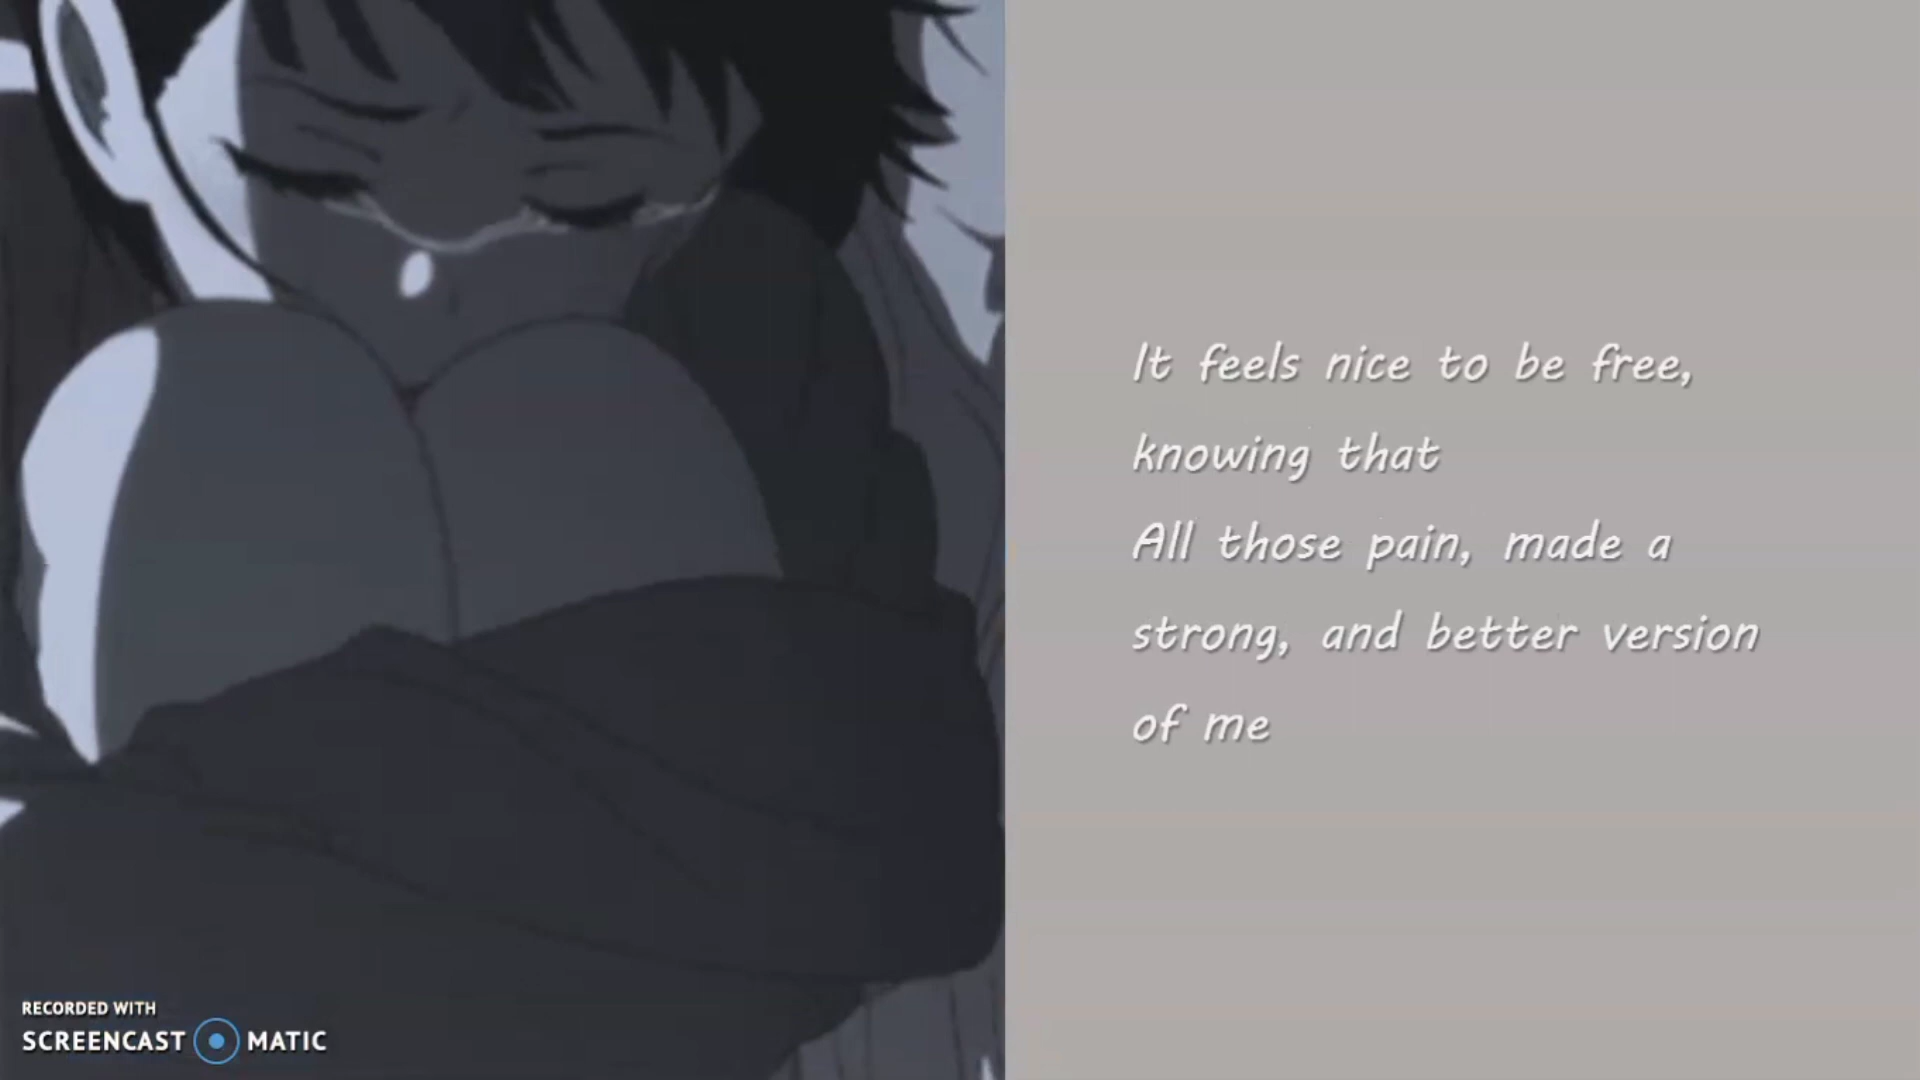 It feels nice to be free,
knowing that
All those pain, made a
strong, and better version
of me
RECORDED WITH
SCREENCAST MATIC